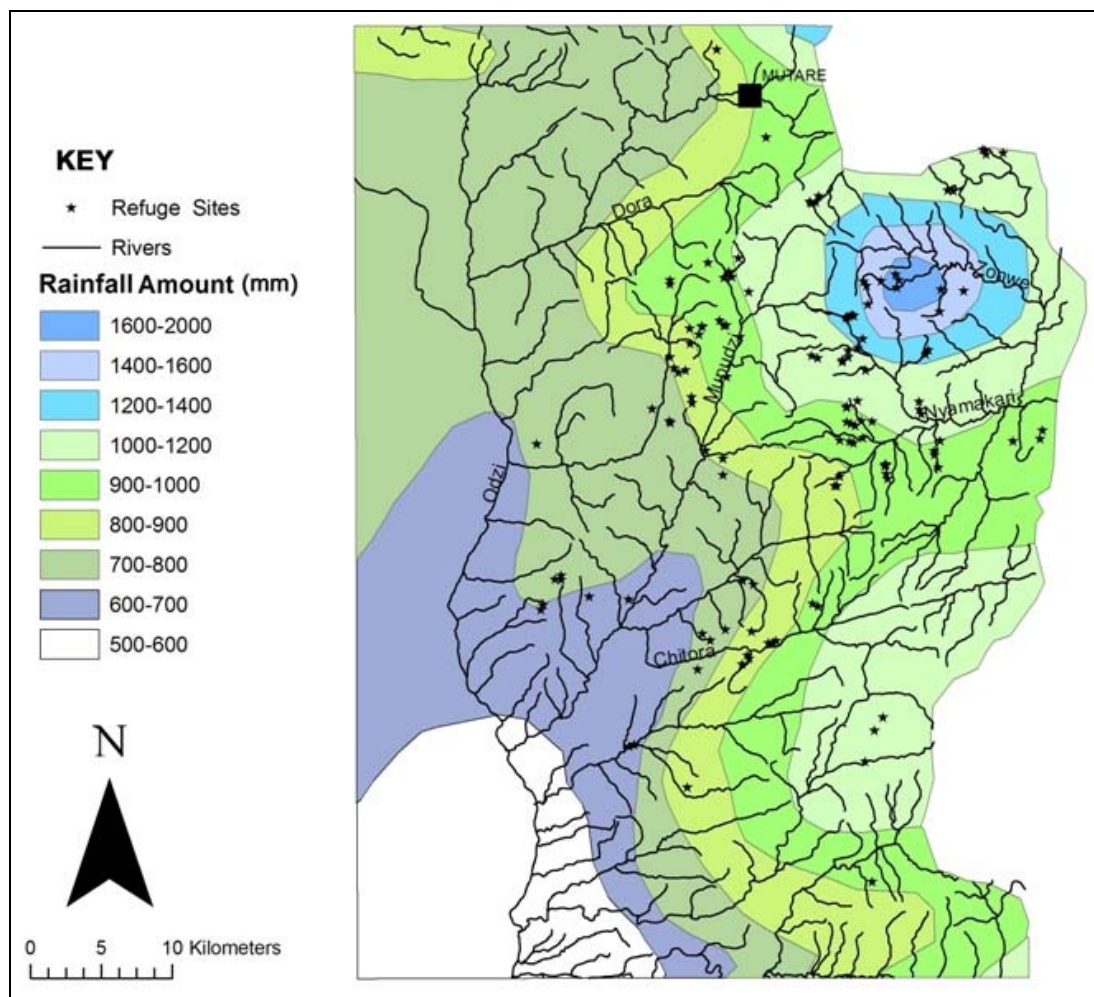 MUTARE
KEY
Refuge Sites
Rivers
Rainfall Amount (mm)
1600-2000
1400-1600
1200-1400
1000-1200
900-1000
800-900
700-800
600-700
500-600
N
0 5 10 Kilometers
Dora
Zonwe
Mupudzi
Nyamakari
Odzi
Chitora